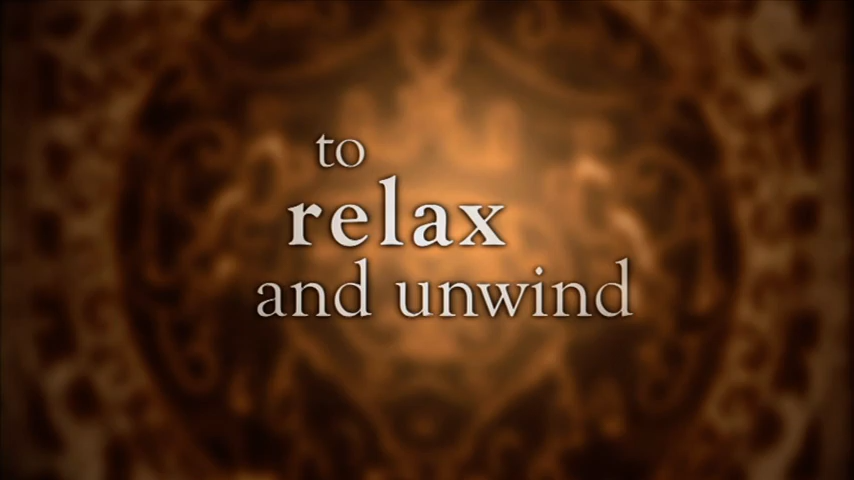 to
relax
and unwind